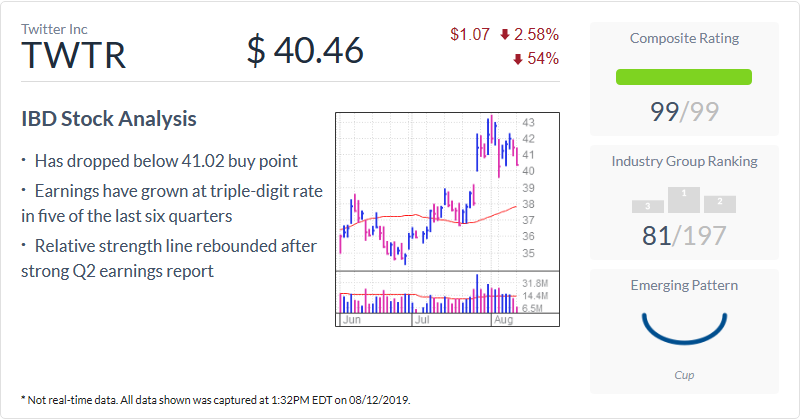 Twitter Inc
TWTR
$ 40.46
$1.07 2.58%
54%
IBD Stock Analysis
• Has dropped below 41.02 buy point
• Earnings have grown at triple-digit rate
in five of the last six quarters
• Relative strength line rebounded after
strong Q2 earnings report
43
42
41
40
39
38
37
36
35
31.8M
14.4M
6.5M
Jun Jul Aug
Composite Rating
99/99
Industry Group Ranking
3 1 2
81/197
Emerging Pattern
Cup
* Not real-time data. All data shown was captured at 1:32PM EDT on 08/12/2019.